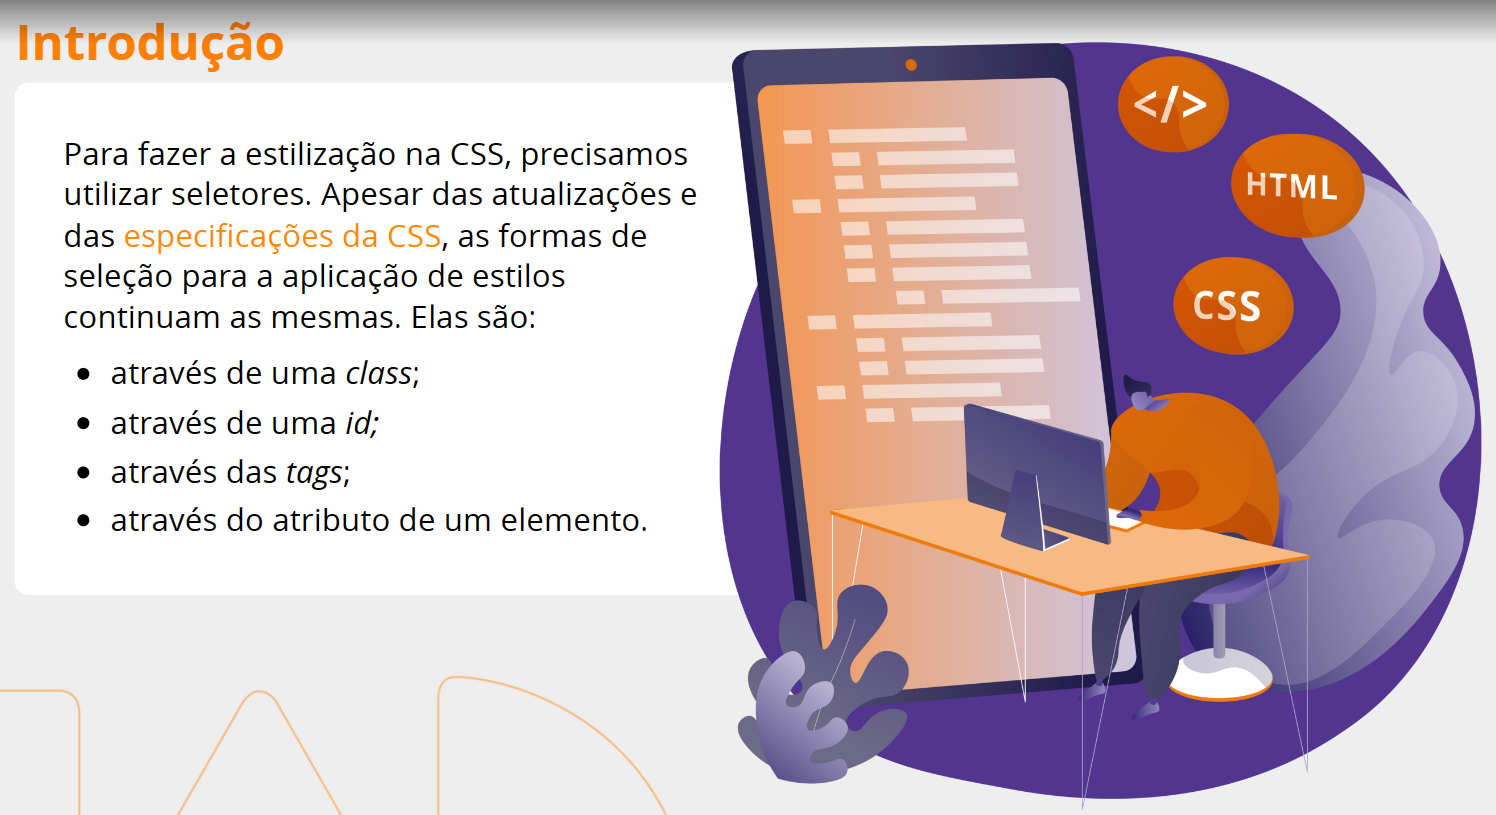 Introdução
Para fazer a estilização na CSS, precisamos
utilizar seletores. Apesar das atualizações e
das especificações da CSS, as formas de
seleção para a aplicação de estilos
continuam as mesmas. Elas são:
• através de uma class;
• através de uma id;
• através das tags;
• através do atributo de um elemento.
</>
HTML
CSS